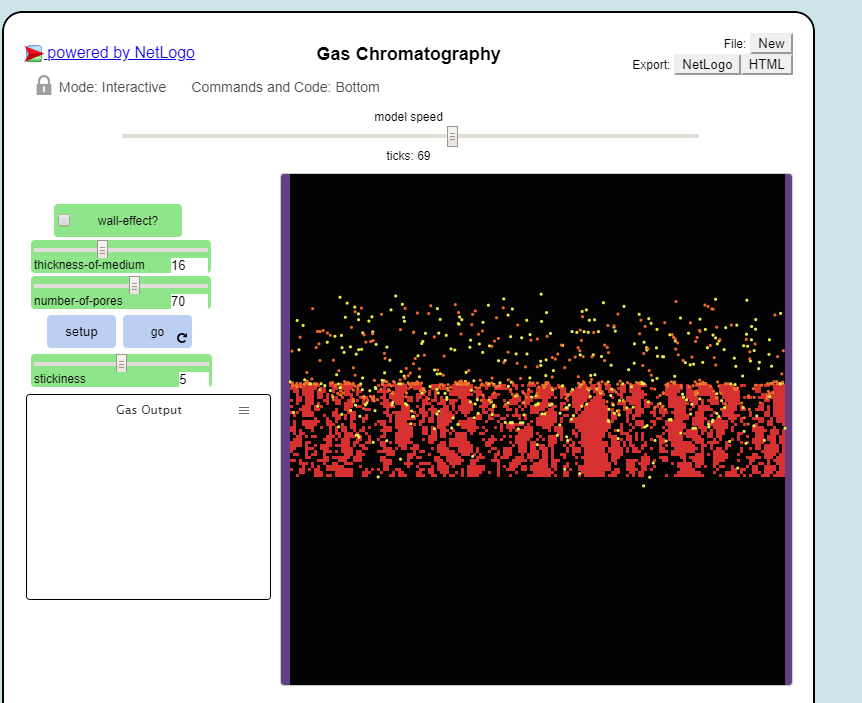 powered by NetLogo
Gas Chromatography
File: New
Export: NetLogo HTML
Mode: Interactive
Commands and Code: Bottom
model speed
ticks: 69
wall-effect?
thickness-of-medium 16
number-of-pores 70
setup
go
stickiness 5
Gas Output